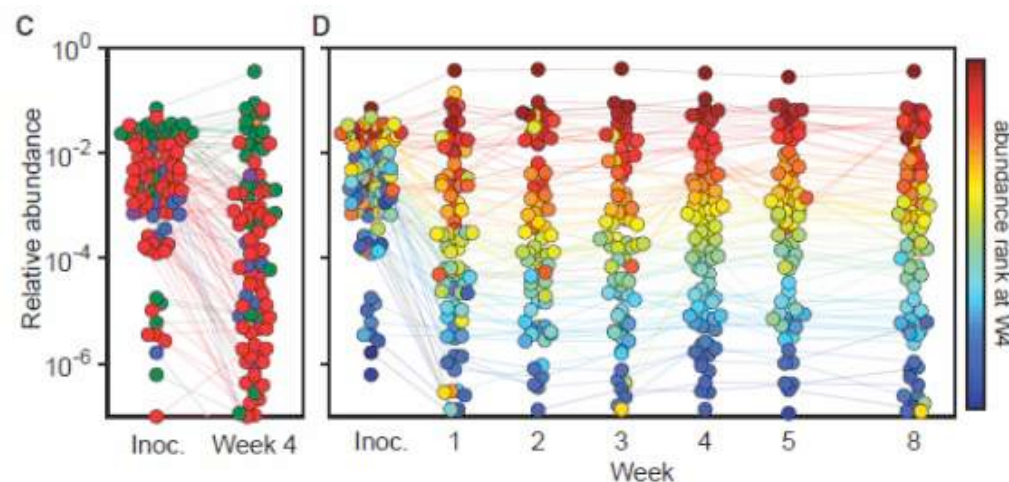 C
D
Relative abundance
10^0
10^-2
10^-4
10^-6
Inoc.
Week 4
Inoc.
1
2
3
4
5
8
Week
abundance rank at W4